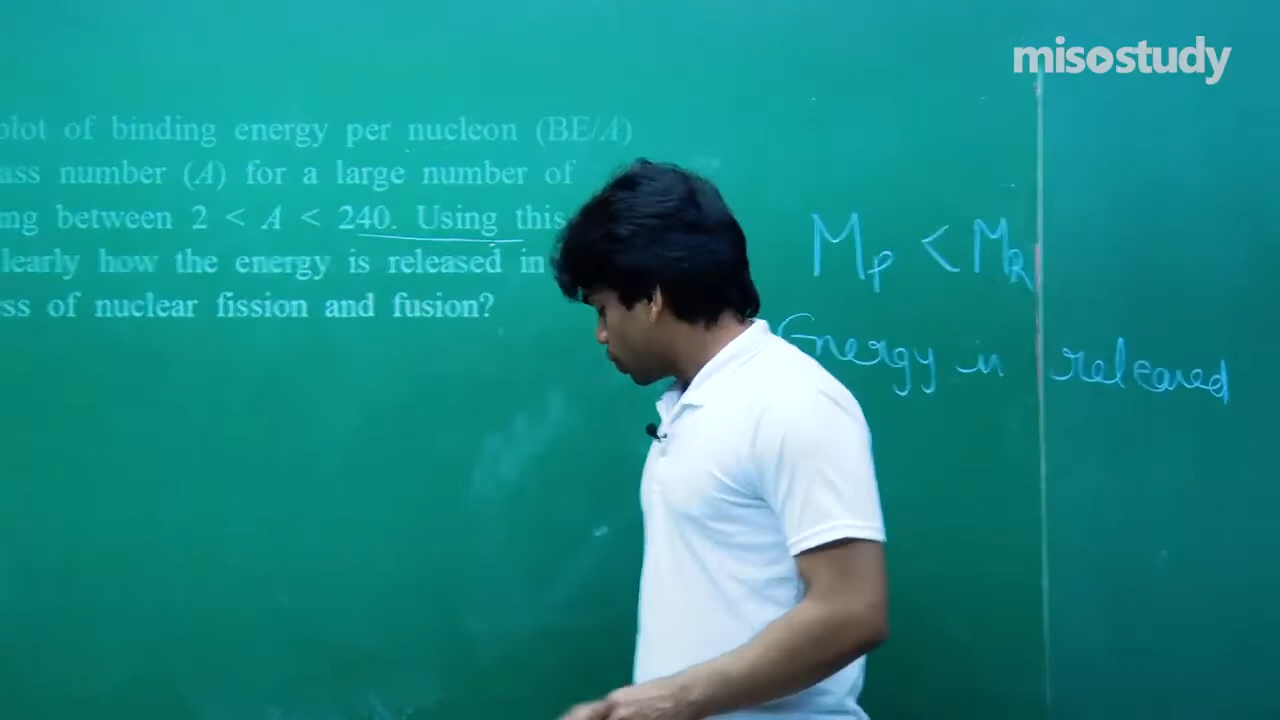 misostudy
plot of binding energy per nucleon (BE/A)
ass number (A) for a large number of
ng between 2 < A < 240. Using this
learly how the energy is released in
ss of nuclear fission and fusion?
Mp < MR
Energy is released